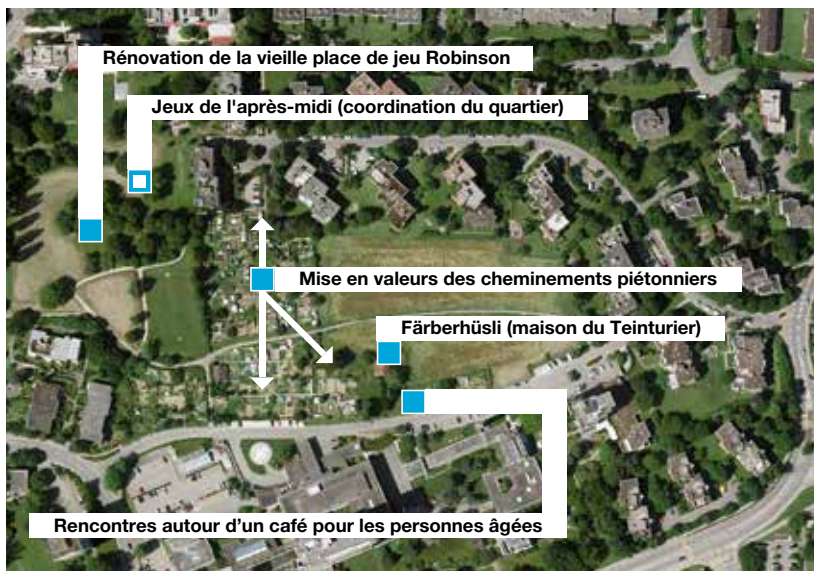 Rénovation de la vieille place de jeu Robinson
Jeux de l'après-midi (coordination du quartier)
Mise en valeurs des cheminements piétonniers
Färberhüsli (maison du Teinturier)
Rencontres autour d'un café pour les personnes âgées